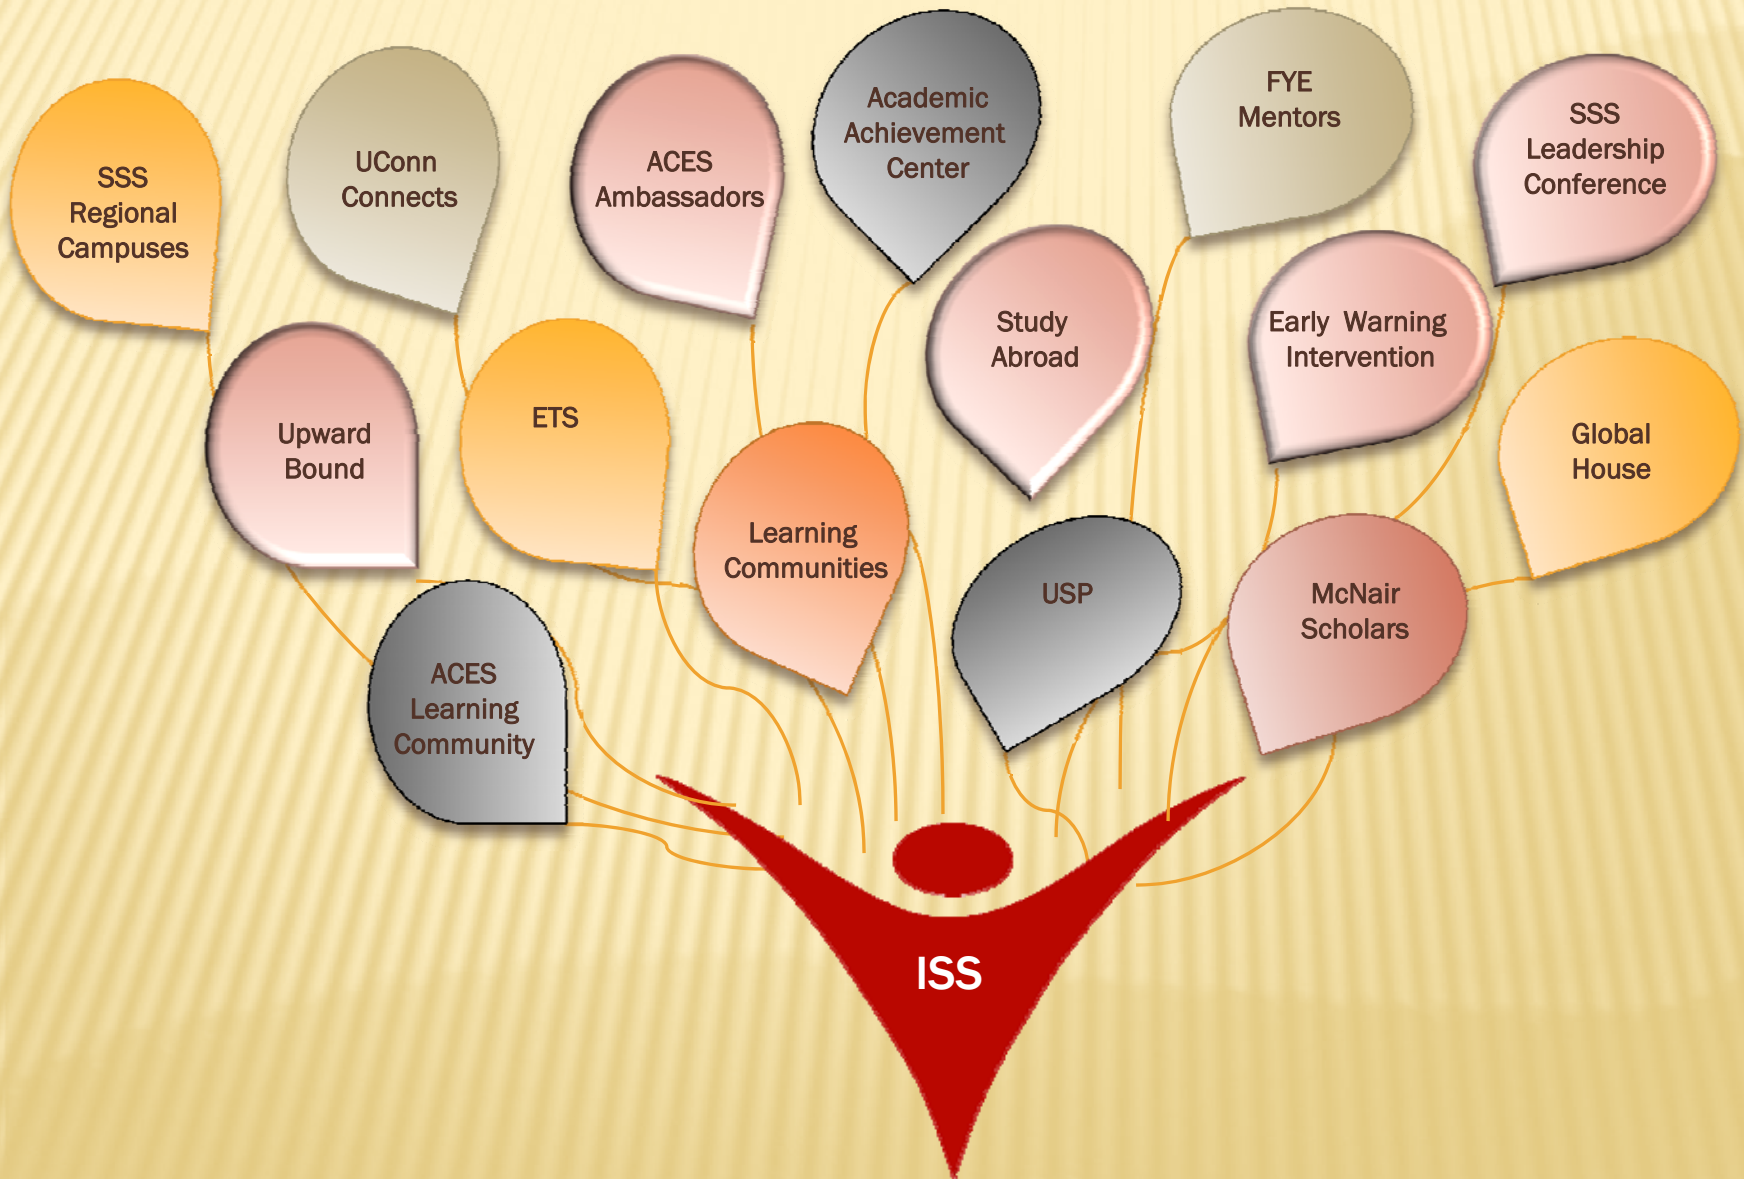 SSS
Regional
Campuses
UConn
Connects
ACES
Ambassadors
Academic
Achievement
Center
FYE
Mentors
SSS
Leadership
Conference
Upward
Bound
ETS
Study
Abroad
Early Warning
Intervention
Global
House
Learning
Communities
USP
McNair
Scholars
ACES
Learning
Community
ISS